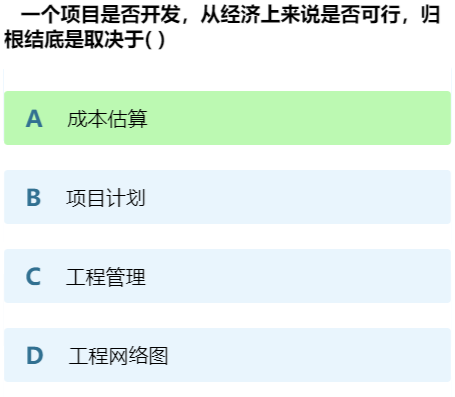 一个项目是否开发，从经济上来说是否可行，归
根结底是取决于( )
A 成本估算
B 项目计划
C 工程管理
D 工程网络图